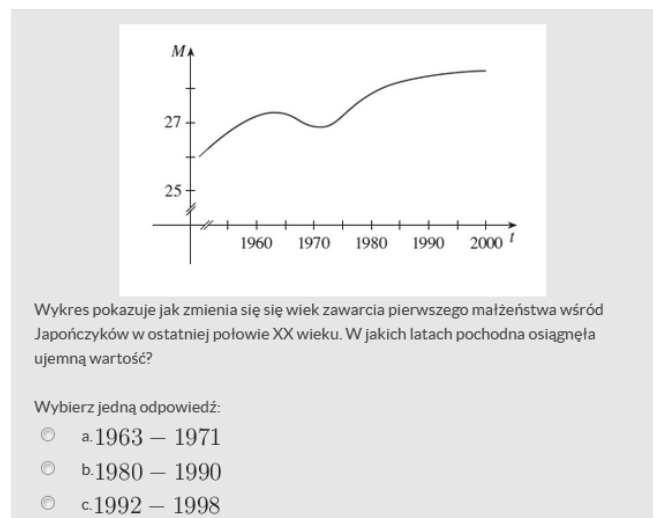 M
27
25
1960 1970 1980 1990 2000 t
Wykres pokazuje jak zmienia się się wiek zawarcia pierwszego małżeństwa wśród
Japończyków w ostatniej połowie XX wieku. W jakich latach pochodna osiągnęła
ujemną wartość?
Wybierz jedną odpowiedź:
a. 1963 – 1971
b. 1980 – 1990
c. 1992 – 1998